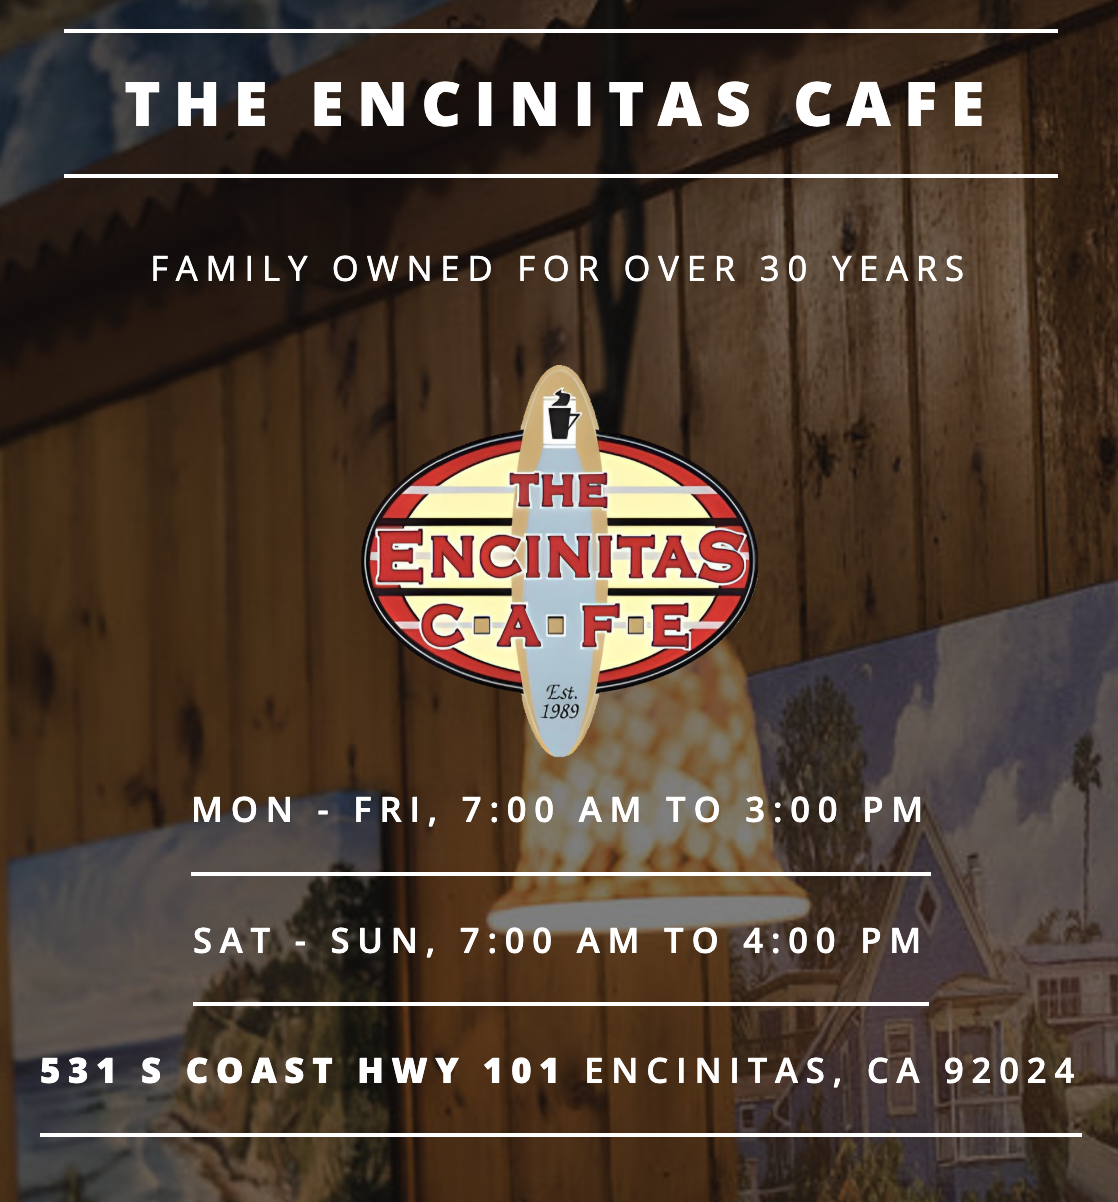 THE ENCINITAS CAFE
FAMILY OWNED FOR OVER 30 YEARS
THE
ENCINITAS
C▪A▪F▪E
Est.
1989
MON - FRI, 7:00 AM TO 3:00 PM
SAT - SUN, 7:00 AM TO 4:00 PM
531 S COAST HWY 101 ENCINITAS, CA 92024